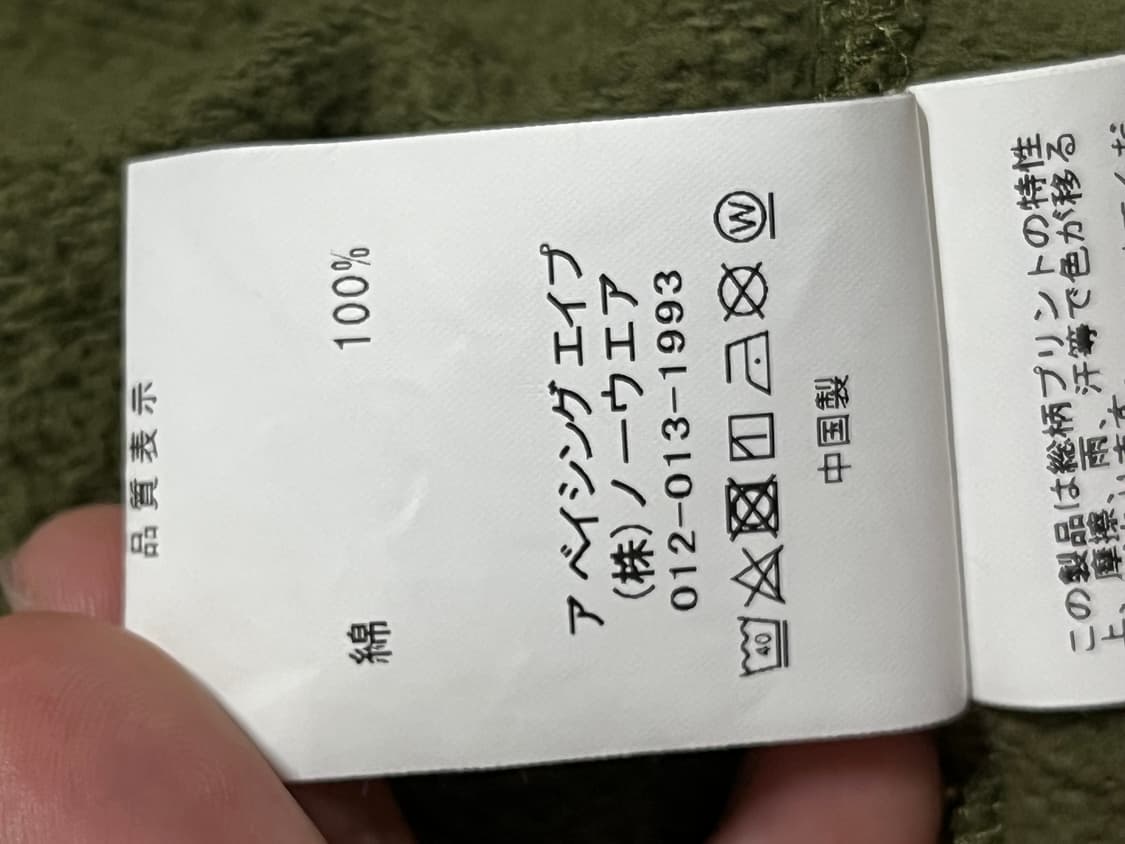 品質表示
綿 100%
ア ベイシング エイプ
(株)ノーウエア
012-013-1993
40 W
中国製
この製品は総柄プリントの特性
上、摩擦、雨、汗等で色が移る